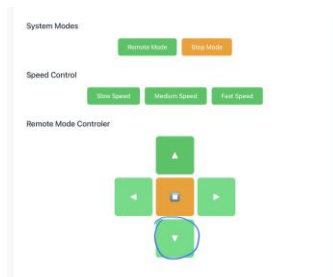 System Modes
Remote Mode Stop Mode
Speed Control
Slow Speed Medium Speed Fast Speed
Remote Mode Controler